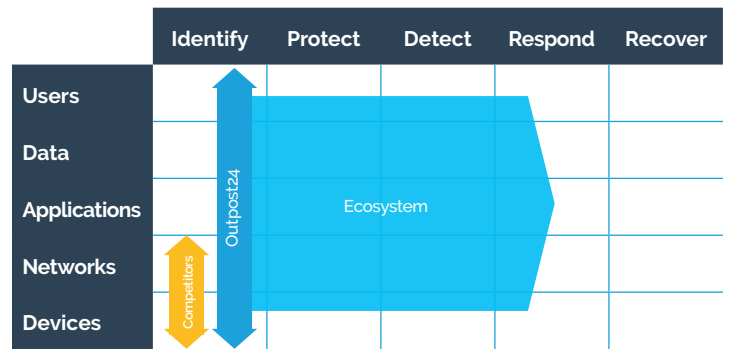 Identify Protect Detect Respond Recover
Users
Data
Applications
Networks
Devices
Competitors
Outpost24
Ecosystem